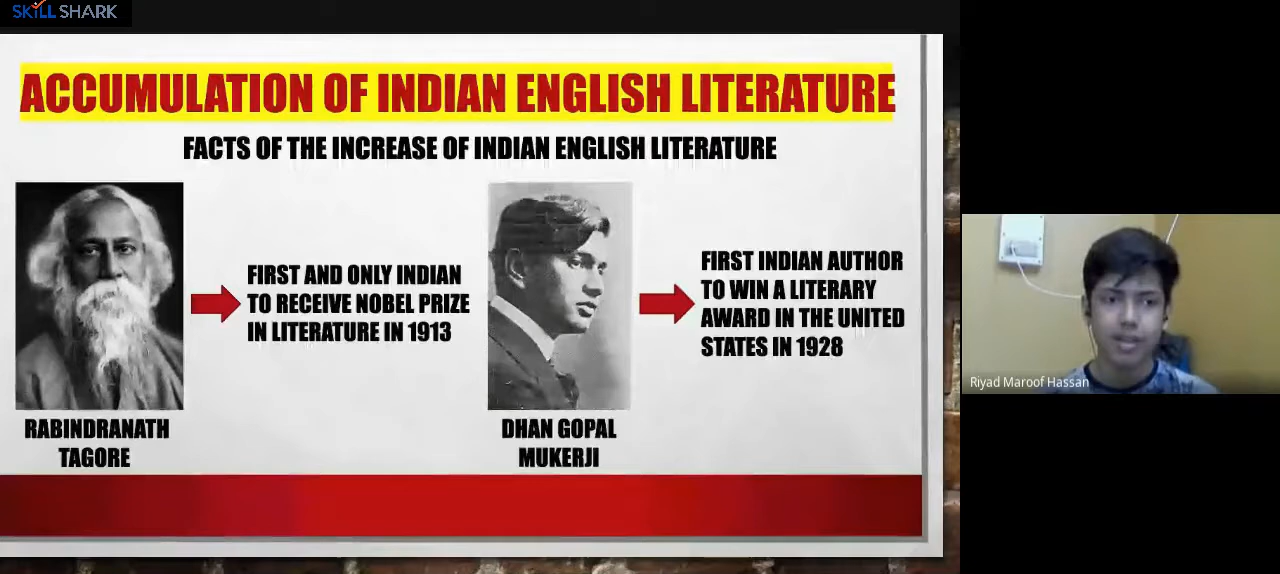 SKILL SHARK
ACCUMULATION OF INDIAN ENGLISH LITERATURE
FACTS OF THE INCREASE OF INDIAN ENGLISH LITERATURE
FIRST AND ONLY INDIAN
TO RECEIVE NOBEL PRIZE
IN LITERATURE IN 1913
RABINDRANATH
TAGORE
FIRST INDIAN AUTHOR
TO WIN A LITERARY
AWARD IN THE UNITED
STATES IN 1928
DHAN GOPAL
MUKERJI
Riyad Maroof Hassan